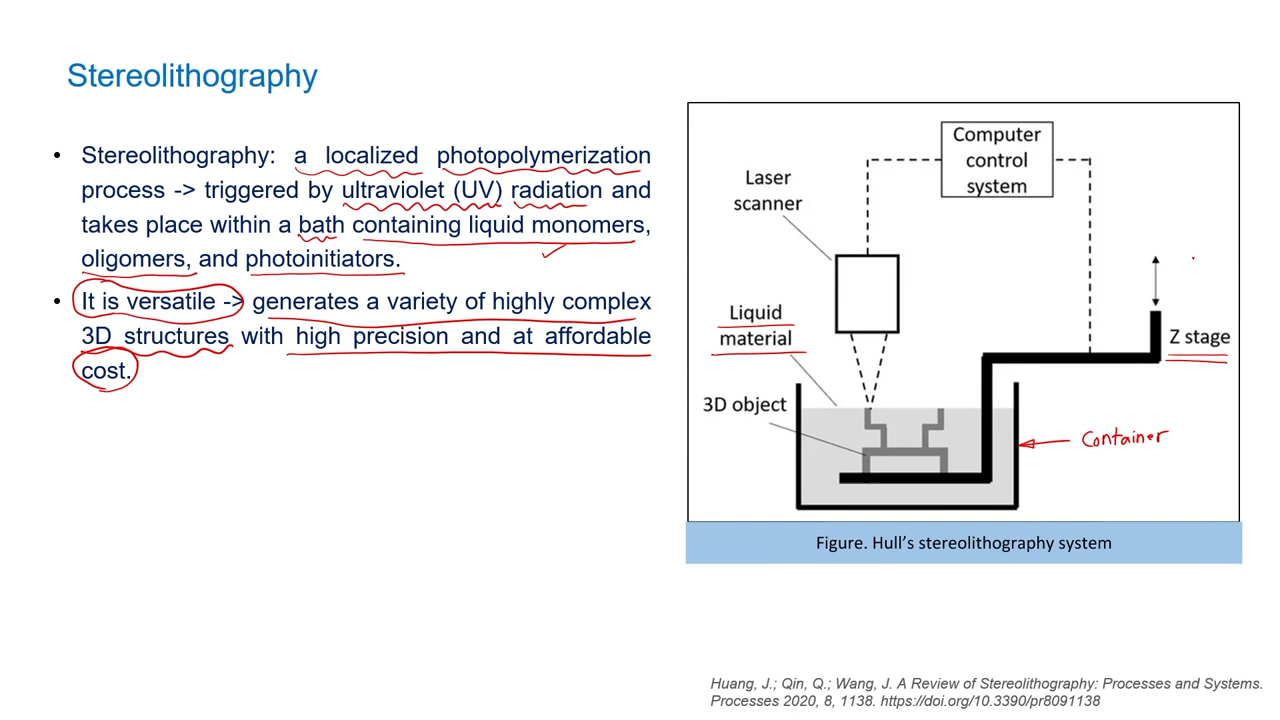 Stereolithography
• Stereolithography: a localized photopolymerization
process -> triggered by ultraviolet (UV) radiation and
takes place within a bath containing liquid monomers,
oligomers, and photoinitiators.
• It is versatile -> generates a variety of highly complex
3D structures with high precision and at affordable
cost.
Computer
control
system
Laser
scanner
Liquid
material
Z stage
3D object
Container
Figure. Hull's stereolithography system
Huang, J.; Qin, Q.; Wang, J. A Review of Stereolithography: Processes and Systems.
Processes 2020, 8, 1138. https://doi.org/10.3390/pr8091138